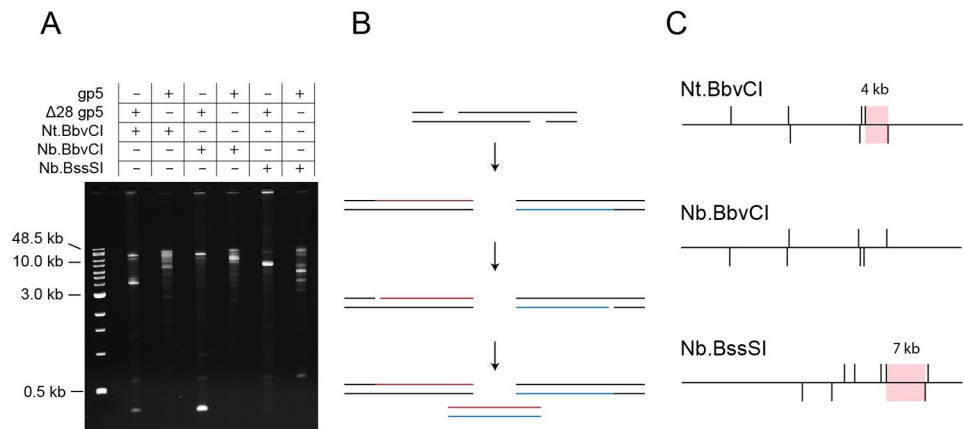 A
gp5 – + – + – +
Δ28 gp5 + – + – + –
Nt.BbvCI + + – – – –
Nb.BbvCI – – + + – –
Nb.BssSI – – – – + +
48.5 kb
10.0 kb
3.0 kb
0.5 kb
B
C
Nt.BbvCI
4 kb
Nb.BbvCI
Nb.BssSI
7 kb